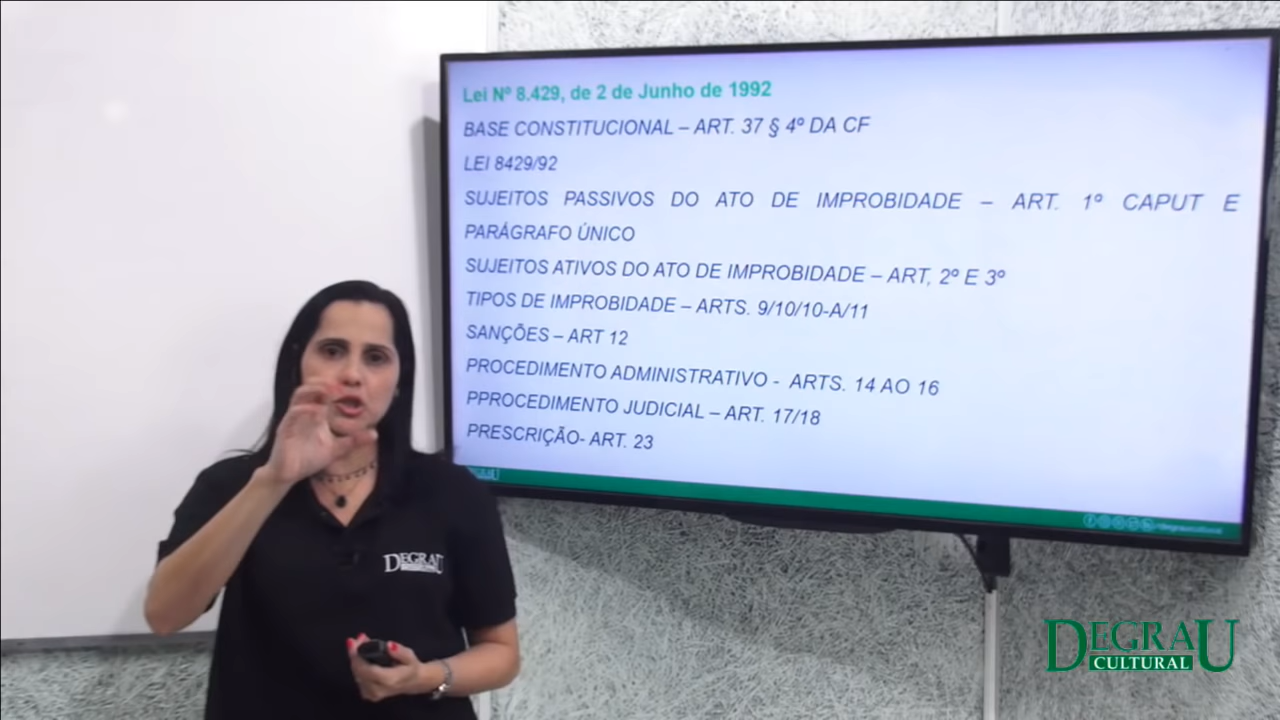 Lei Nº 8.429, de 2 de Junho de 1992
BASE CONSTITUCIONAL – ART. 37 § 4º DA CF
LEI 8429/92
SUJEITOS PASSIVOS DO ATO DE IMPROBIDADE – ART. 1º CAPUT E
PARÁGRAFO ÚNICO
SUJEITOS ATIVOS DO ATO DE IMPROBIDADE – ART, 2º E 3º
TIPOS DE IMPROBIDADE – ARTS. 9/10/10-A/11
SANÇÕES – ART 12
PROCEDIMENTO ADMINISTRATIVO - ARTS. 14 AO 16
PPROCEDIMENTO JUDICIAL – ART. 17/18
PRESCRIÇÃO- ART. 23
DEGRAU
DEGRAU
CULTURAL